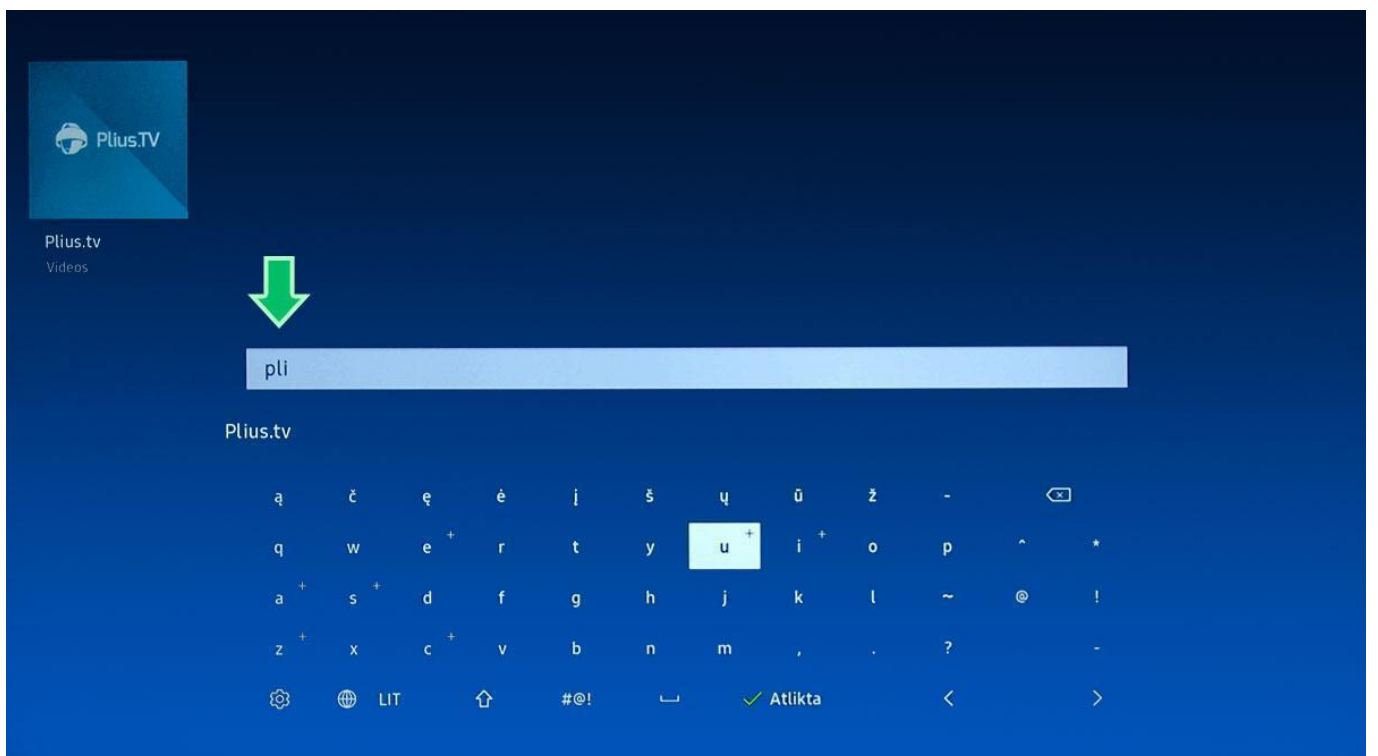 Plius.TV
Plius.tv
Videos
pli
Plius.tv
ą č ę ė į š ų ū ž -
q w e + r t y u + i + o p ^ *
a + s + d f g h j k l ~ @ !
z + x c + v b n m , . ? -
LIT #@! Atlikta < >